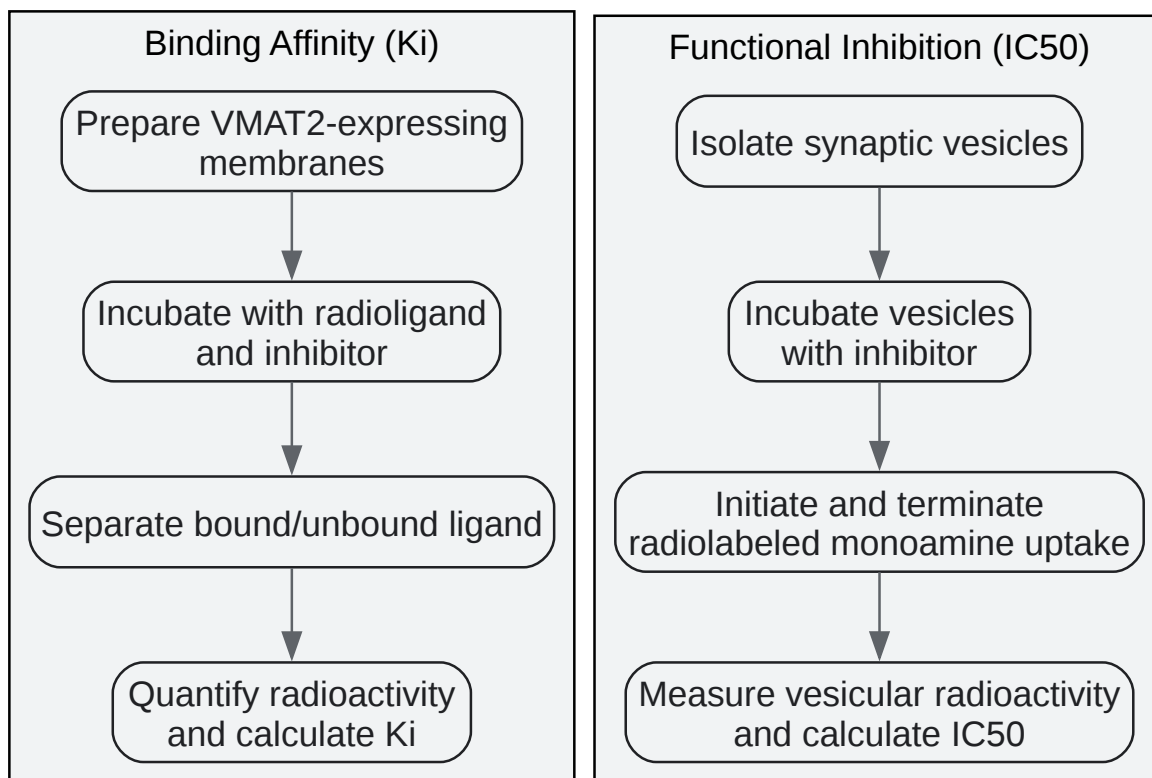 Binding Affinity (Ki)
Prepare VMAT2-expressing
membranes
Incubate with radioligand
and inhibitor
Separate bound/unbound ligand
Quantify radioactivity
and calculate Ki
Functional Inhibition (IC50)
Isolate synaptic vesicles
Incubate vesicles
with inhibitor
Initiate and terminate
radiolabeled monoamine uptake
Measure vesicular radioactivity
and calculate IC50